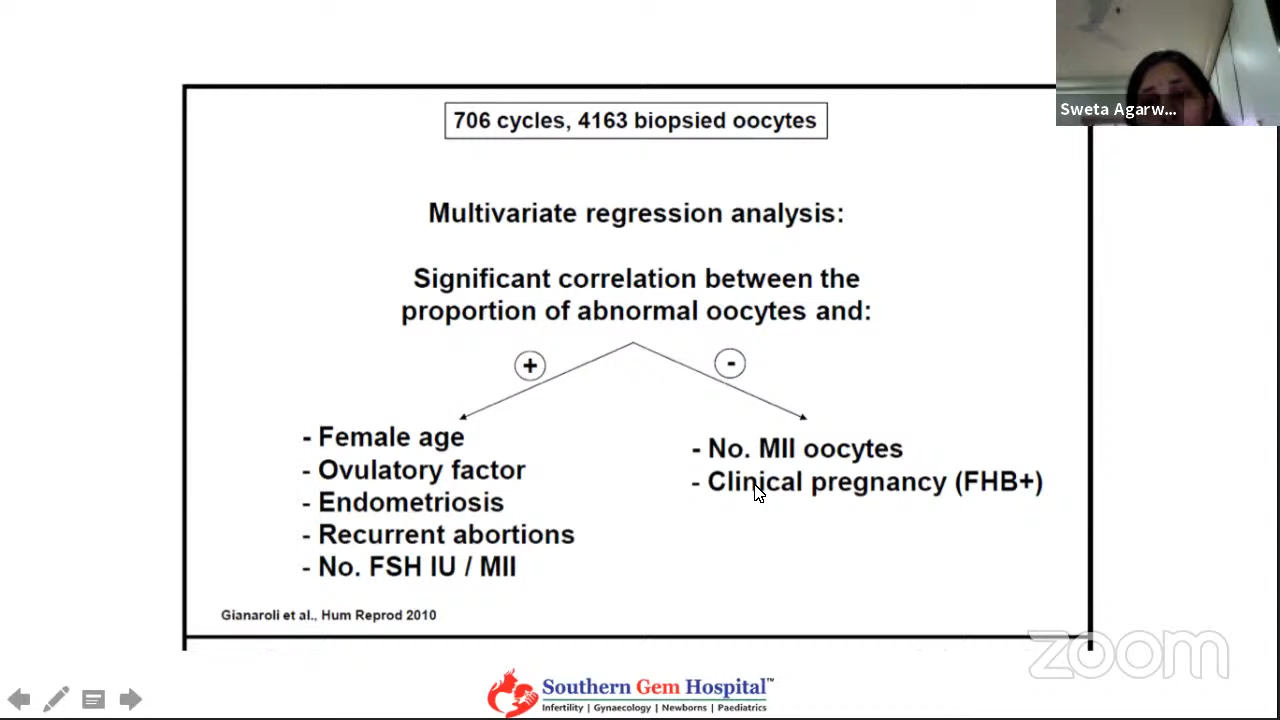 Sweta Agarw...
706 cycles, 4163 biopsied oocytes
Multivariate regression analysis:
Significant correlation between the
proportion of abnormal oocytes and:
+
-
- Female age
- Ovulatory factor
- Endometriosis
- Recurrent abortions
- No. FSH IU / MII
- No. MII oocytes
- Clinical pregnancy (FHB+)
Gianaroli et al., Hum Reprod 2010
zoom
Southern Gem Hospital™
Infertility | Gynaecology | Newborns | Paediatrics